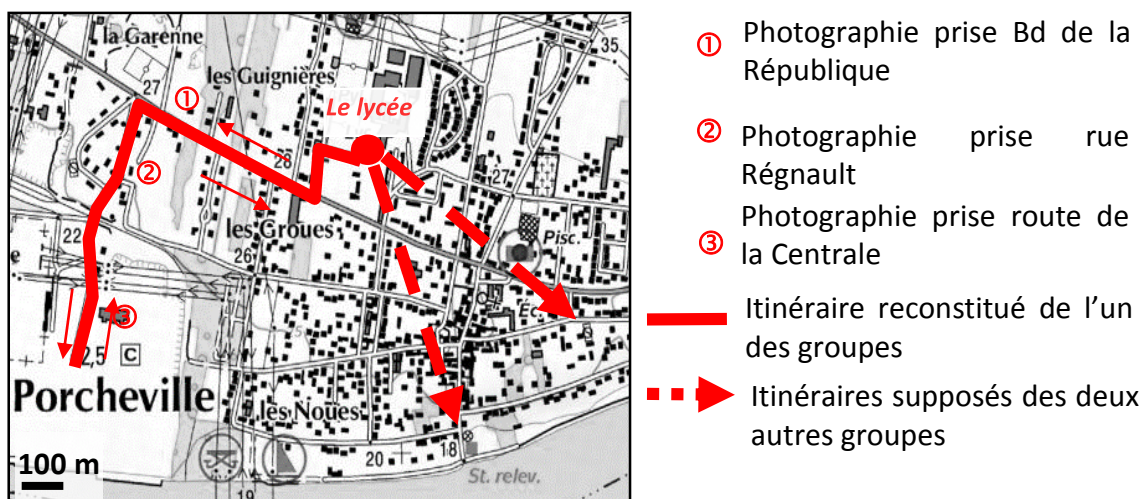 la Garenne
35
27
les Guignières
①
Le lycée
28
②
27
les Groues
Pisc.
22
26
Éc
③
2,5
C
Porcheville
les Noues
100 m
20
18
St. relev.
19
① Photographie prise Bd de la
République
② Photographie prise rue
Régnault
Photographie prise route de
③ la Centrale
Itinéraire reconstitué de l’un
des groupes
Itinéraires supposés des deux
autres groupes